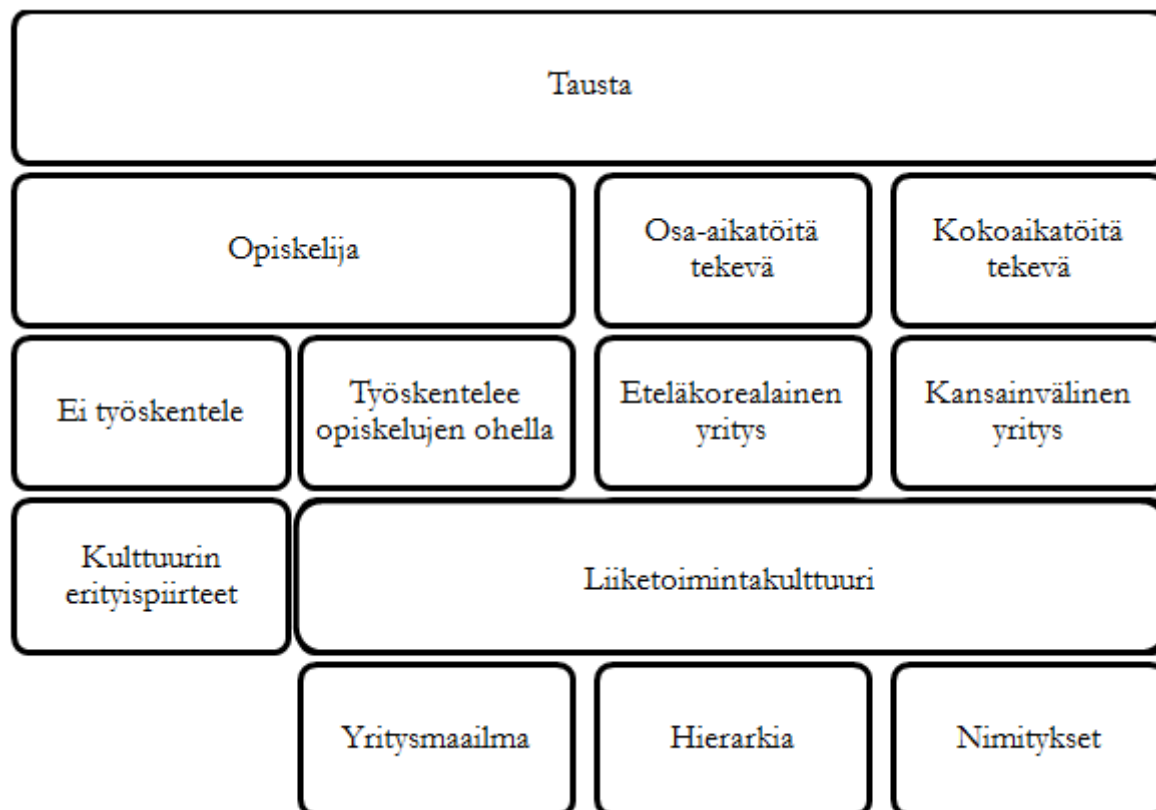 Tausta
Opiskelija
Osa-aikatöitä
tekevä
Kokoaikatöitä
tekevä
Ei työskentele
Työskentelee
opiskelujen ohella
Eteläkorealainen
yritys
Kansainvälinen
yritys
Kulttuurin
erityispiirteet
Liiketoimintakulttuuri
Yritysmaailma
Hierarkia
Nimitykset